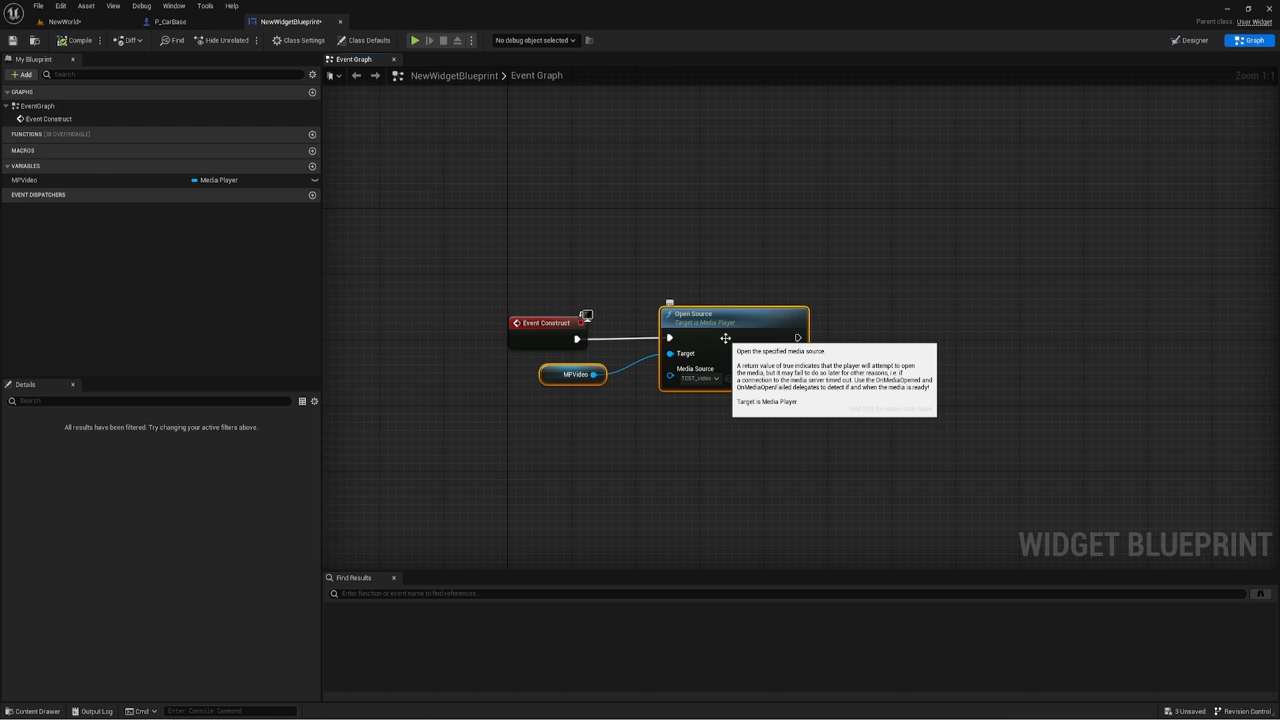 File Edit Asset View Debug Window Tools Help
NewWorld* P_CarBase NewWidgetBlueprint*
Parent class: User Widget
Compile Diff Find Hide Unrelated Class Settings Class Defaults No debug object selected Designer Graph
My Blueprint
Event Graph
Add Search
NewWidgetBlueprint > Event Graph
Zoom 1:1
GRAPHS
EventGraph
Event Construct
FUNCTIONS (38 OVERRIDABLE)
MACROS
VARIABLES
MPVideo Media Player
EVENT DISPATCHERS
Event Construct
MPVideo
Open Source
Target is Media Player
Target
Media Source
TEST_video
Open the specified media source.
A return value of true indicates that the player will attempt to open
the media, but it may fail to do so later for other reasons, i.e. if
a connection to the media server timed out. Use the OnMediaOpened and
OnMediaOpenFailed delegates to detect if and when the media is ready!
Target is Media Player
Details
Search
All results have been filtered. Try changing your active filters above.
WIDGET BLUEPRINT
Find Results
Enter function or event name to find references...
Content Drawer Output Log Cmd Enter Console Command 3 Unsaved Revision Control